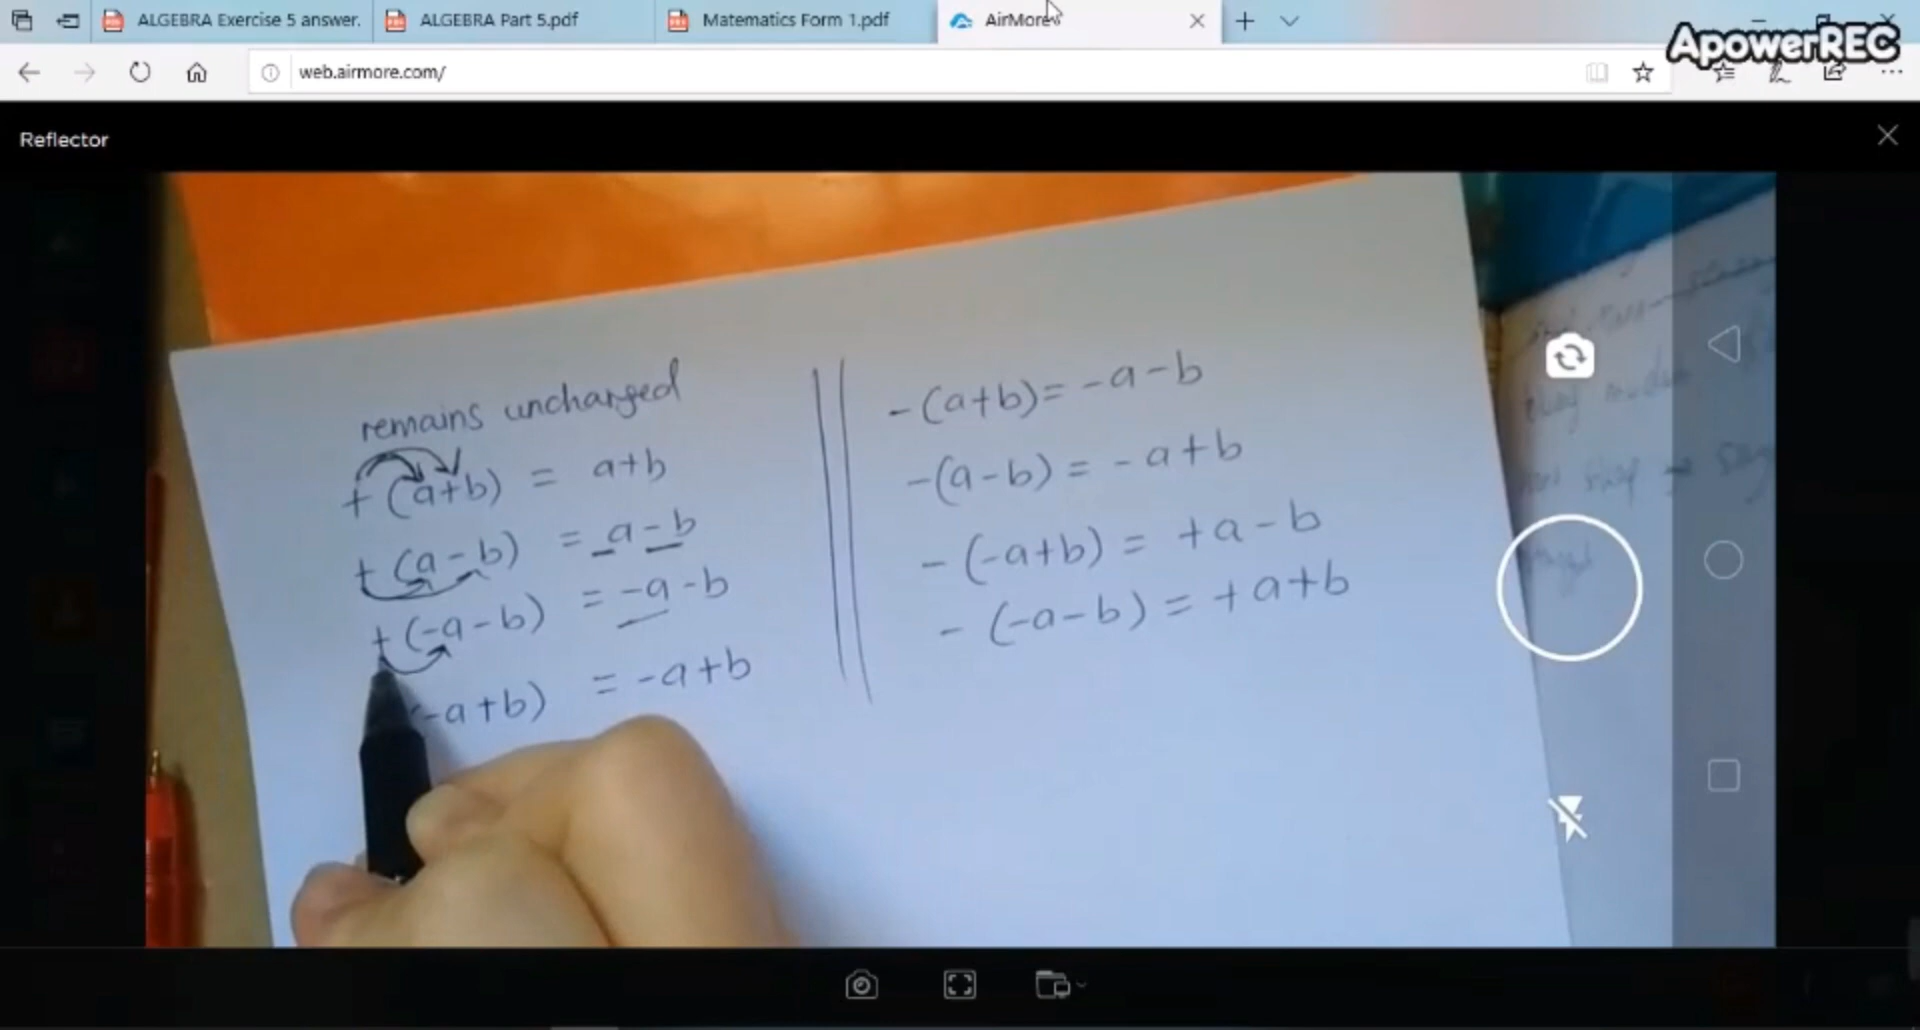 ALGEBRA Exercise 5 answer.
ALGEBRA Part 5.pdf
Matematics Form 1.pdf
AirMore
ApowerREC
web.airmore.com/
Reflector
remains unchanged
+ (a+b) = a+b
+ (a-b) = a-b
+ (-a-b) = -a-b
-a+b) = -a+b
-(a+b) = -a-b
-(a-b) = -a+b
-(-a+b) = +a-b
-(-a-b) = +a+b